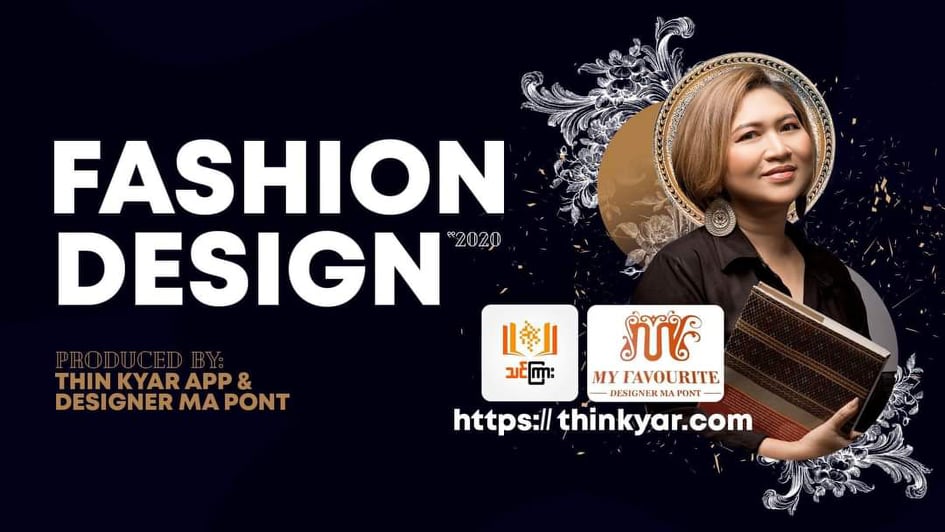 FASHION
DESIGN "2020
PRODUCED BY:
THIN KYAR APP &
DESIGNER MA PONT
သင်ကြား
MY FAVOURITE
DESIGNER MA PONT
https://thinkyar.com